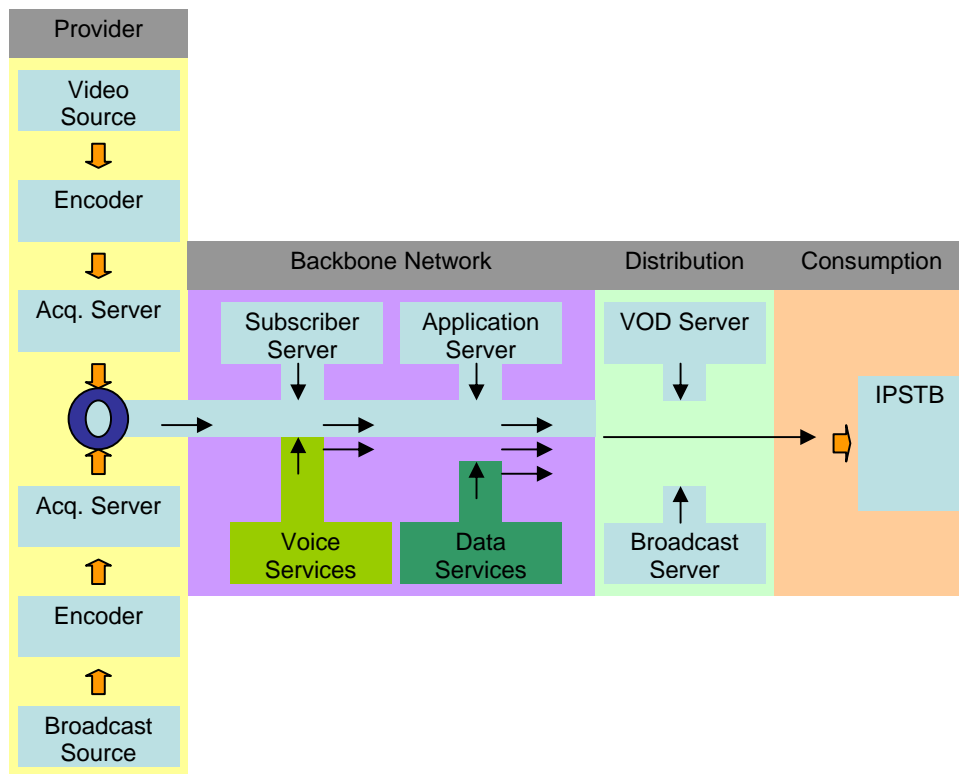 Provider
Video
Source
Encoder
Acq. Server
Acq. Server
Encoder
Broadcast
Source
Backbone Network
Subscriber
Server
Application
Server
Voice
Services
Data
Services
Distribution
VOD Server
Broadcast
Server
Consumption
IPSTB